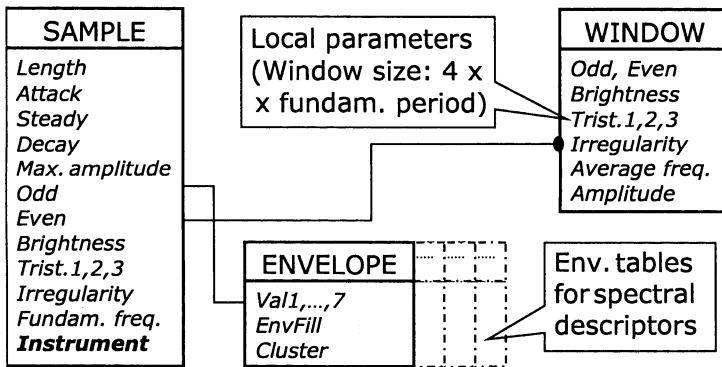 SAMPLE
Length
Attack
Steady
Decay
Max. amplitude
Odd
Even
Brightness
Trist.1,2,3
Irregularity
Fundam. freq.
Instrument
Local parameters
(Window size: 4 x
x fundam. period)
WINDOW
Odd, Even
Brightness
Trist.1,2,3
Irregularity
Average freq.
Amplitude
ENVELOPE
Val1,...,7
EnvFill
Cluster
..... ..... .....
Env. tables
for spectral
descriptors